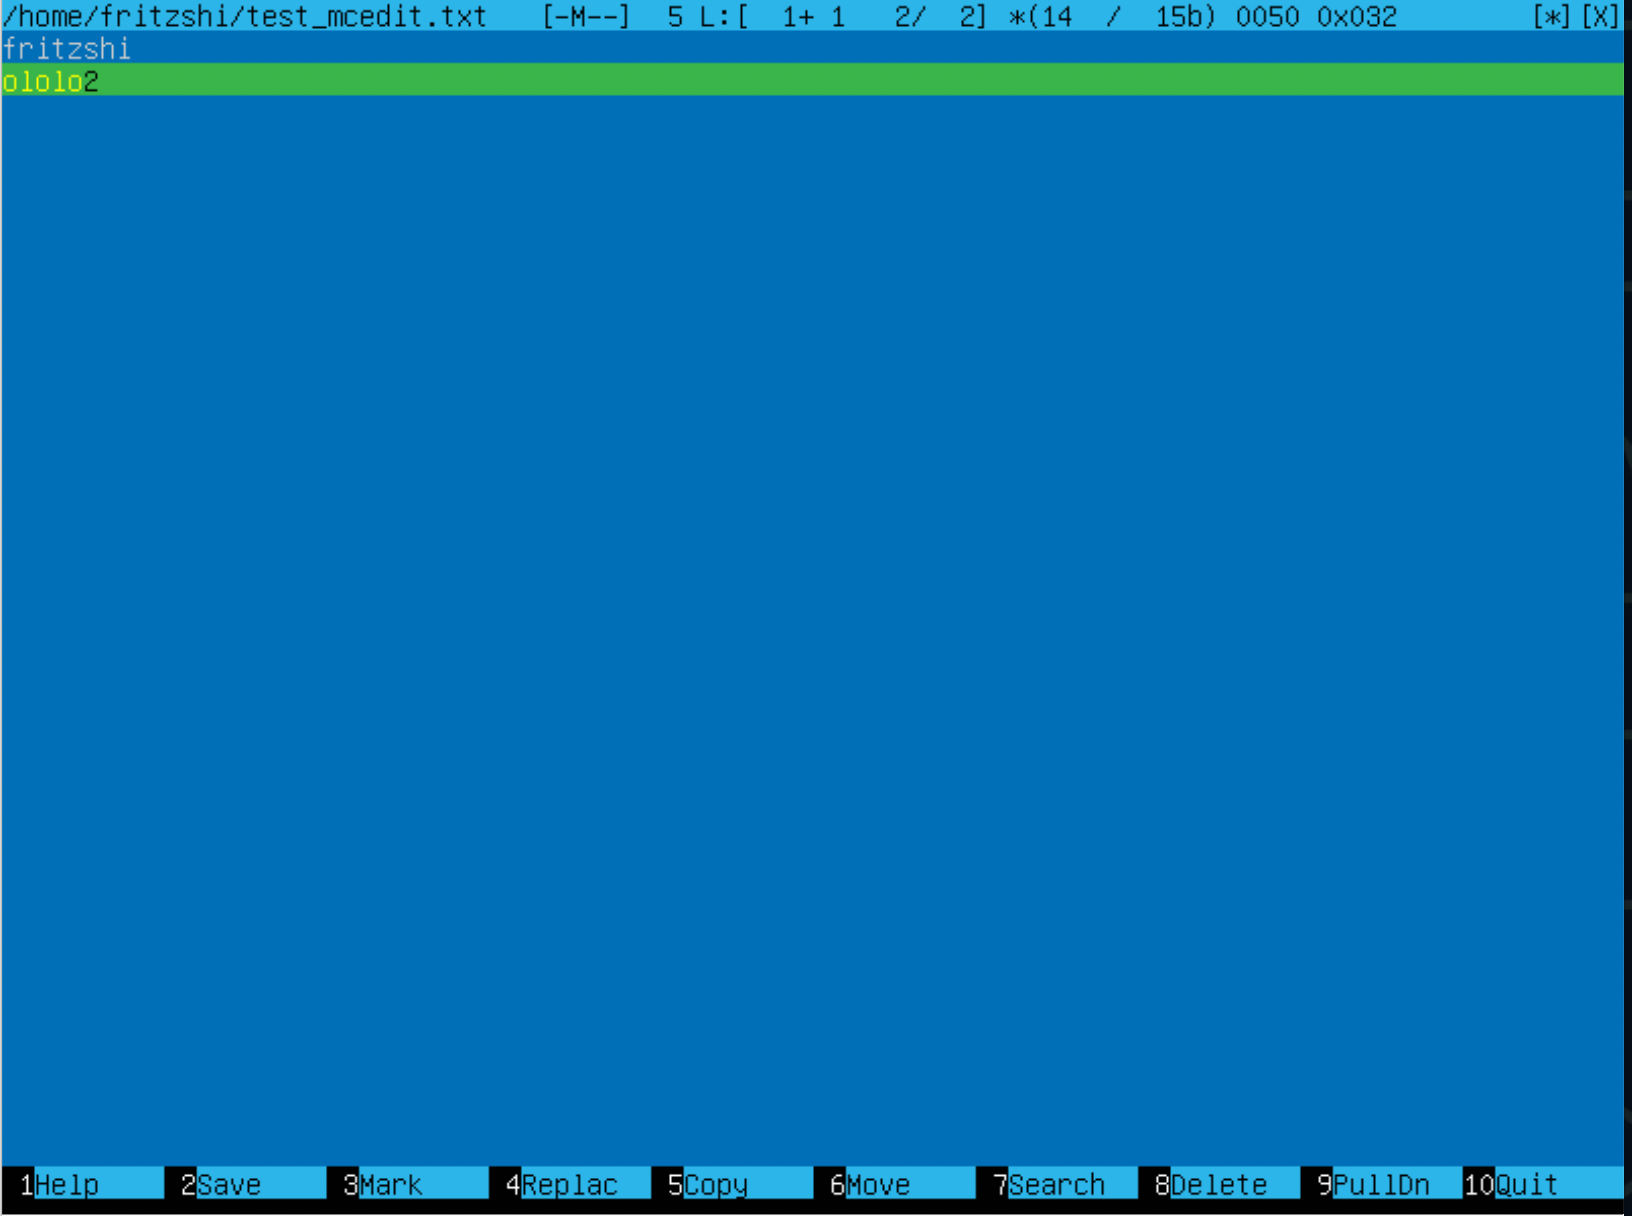 /home/fritzshi/test_mcedit.txt [-M--] 5 L:[ 1+ 1 2/ 2] *(14 / 15b) 0050 0x032 [*][X]
fritzshi
ololo2
1Help 2Save 3Mark 4Replac 5Copy 6Move 7Search 8Delete 9PullDn 10Quit